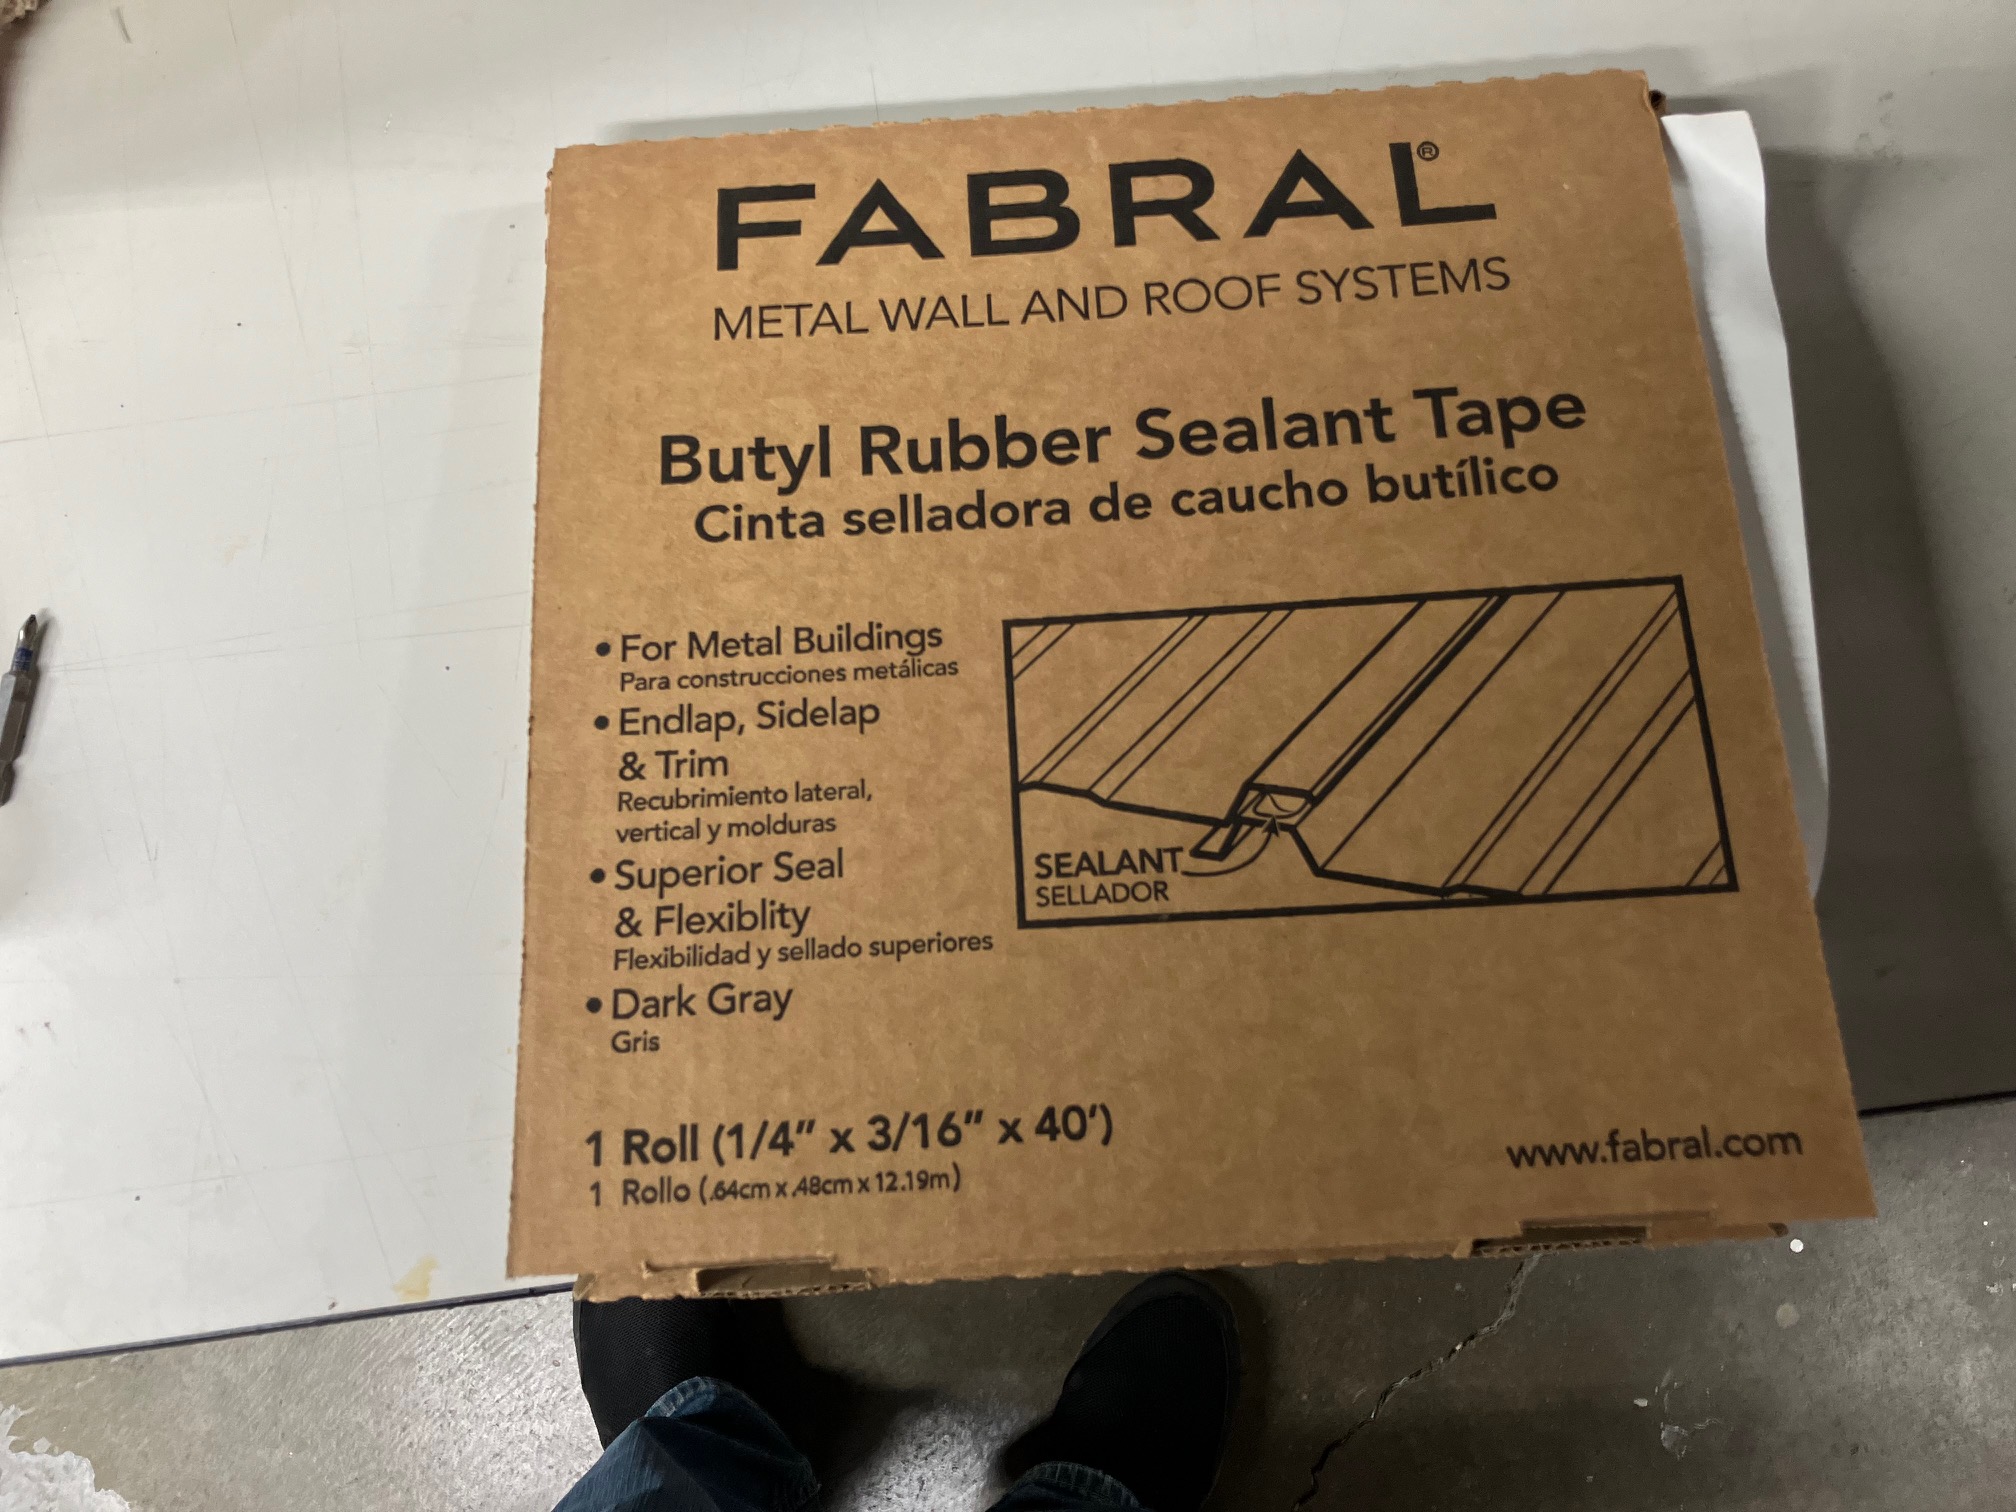 FABRAL®
METAL WALL AND ROOF SYSTEMS
Butyl Rubber Sealant Tape
Cinta selladora de caucho butílico
• For Metal Buildings
Para construcciones metálicas
• Endlap, Sidelap
& Trim
Recubrimiento lateral,
vertical y molduras
• Superior Seal
& Flexiblity
Flexibilidad y sellado superiores
• Dark Gray
Gris
SEALANT
SELLADOR
1 Roll (1/4" x 3/16" x 40')
1 Rollo (.64cm x .48cm x 12.19m)
www.fabral.com